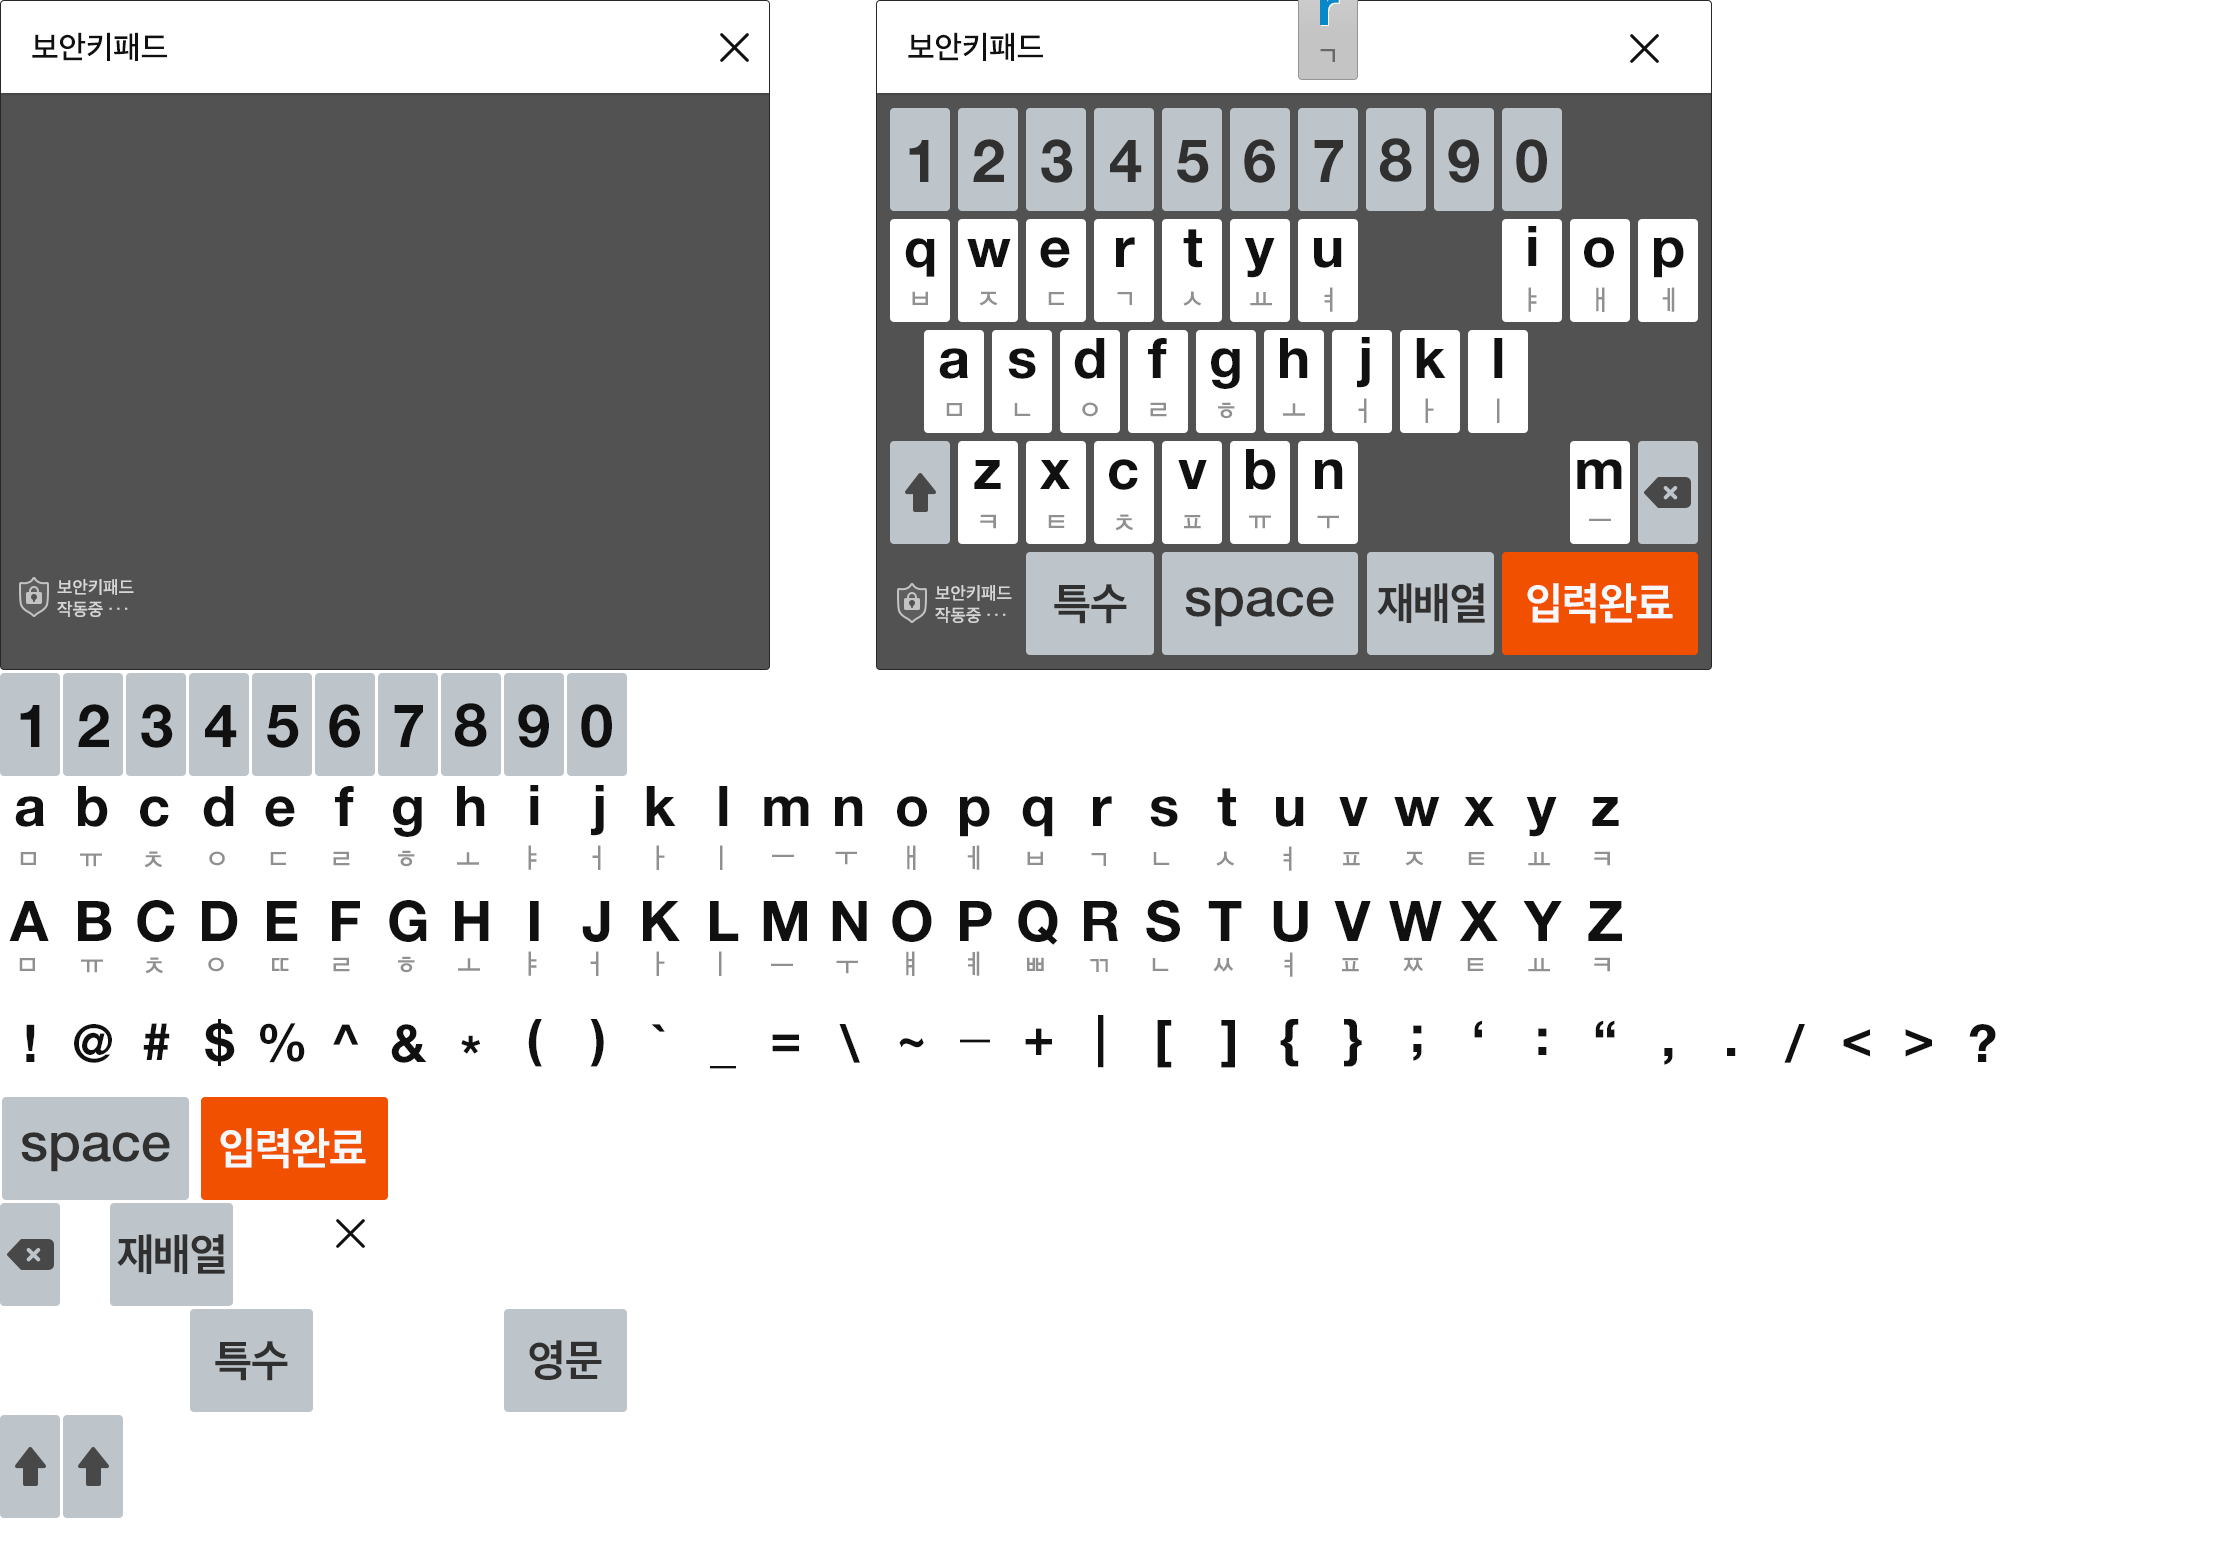 보안키패드
보안키패드
작동중 ···
보안키패드
r
ㄱ
1 2 3 4 5 6 7 8 9 0
q w e r t y u i o p
ㅂ ㅈ ㄷ ㄱ ㅅ ㅛ ㅕ ㅑ ㅐ ㅔ
a s d f g h j k l
ㅁ ㄴ ㅇ ㄹ ㅎ ㅗ ㅓ ㅏ ㅣ
z x c v b n m
ㅋ ㅌ ㅊ ㅍ ㅠ ㅜ ㅡ
보안키패드
작동중 ···
특수 space 재배열 입력완료
1 2 3 4 5 6 7 8 9 0
a b c d e f g h i j k l m n o p q r s t u v w x y z
ㅁ ㅠ ㅊ ㅇ ㄷ ㄹ ㅎ ㅗ ㅑ ㅓ ㅏ ㅣ ㅡ ㅜ ㅐ ㅔ ㅂ ㄱ ㄴ ㅅ ㅕ ㅍ ㅈ ㅌ ㅛ ㅋ
A B C D E F G H I J K L M N O P Q R S T U V W X Y Z
ㅁ ㅠ ㅊ ㅇ ㄸ ㄹ ㅎ ㅗ ㅑ ㅓ ㅏ ㅣ ㅡ ㅜ ㅒ ㅖ ㅃ ㄲ ㄴ ㅆ ㅕ ㅍ ㅉ ㅌ ㅛ ㅋ
! @ # $ % ^ & * ( ) ` _ = \ ~ － + | [ ] { } ; ‘ : “ , . / < > ?
space 입력완료
재배열
특수 영문